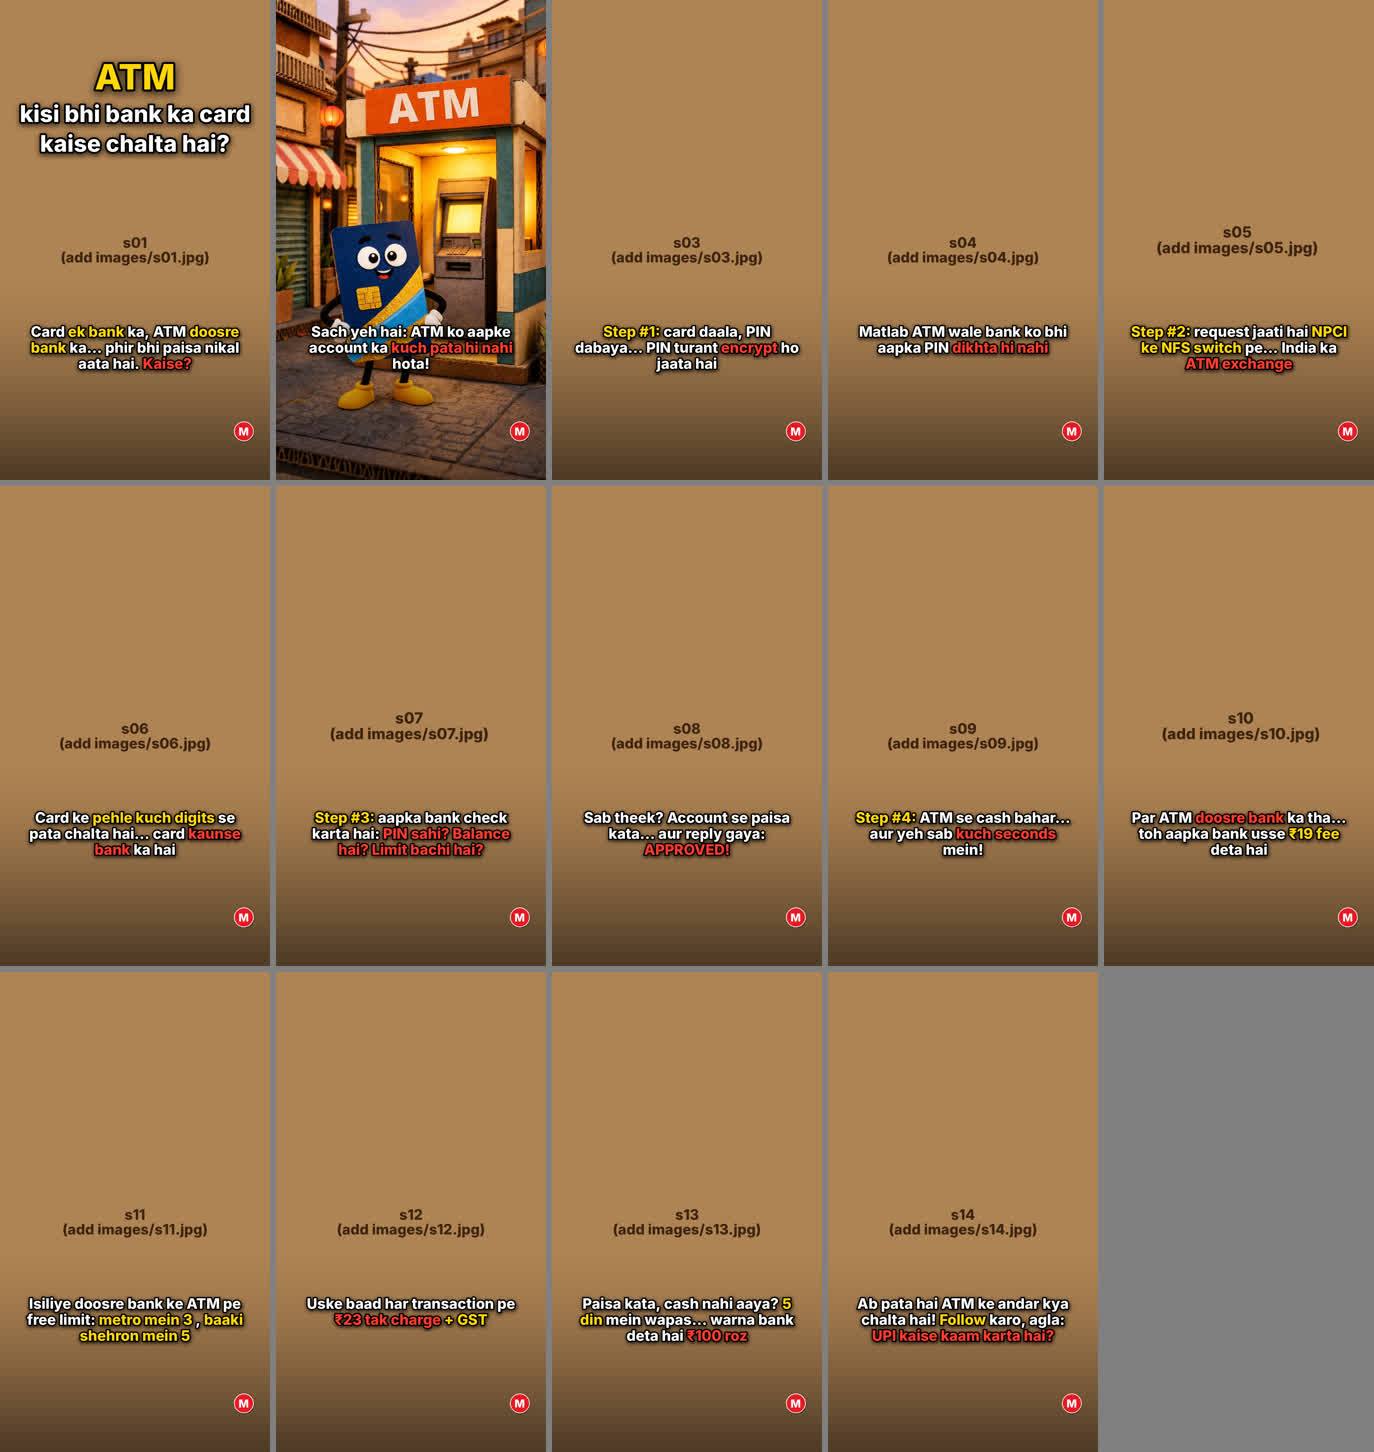 ATM
kisi bhi bank ka card
kaise chalta hai?
s01
(add images/s01.jpg)
Card ek bank ka, ATM doosre
bank ka... phir bhi paisa nikal
aata hai. Kaise?
M
ATM
Sach yeh hai: ATM ko aapke
account ka kuch pata hi nahi
hota!
M
s03
(add images/s03.jpg)
Step #1: card daala, PIN
dabaya... PIN turant encrypt ho
jaata hai
M
s04
(add images/s04.jpg)
Matlab ATM wale bank ko bhi
aapka PIN dikhta hi nahi
M
s05
(add images/s05.jpg)
Step #2: request jaati hai NPCI
ke NFS switch pe... India ka
ATM exchange
M
s06
(add images/s06.jpg)
Card ke pehle kuch digits se
pata chalta hai... card kaunse
bank ka hai
M
s07
(add images/s07.jpg)
Step #3: aapka bank check
karta hai: PIN sahi? Balance
hai? Limit bachi hai?
M
s08
(add images/s08.jpg)
Sab theek? Account se paisa
kata... aur reply gaya:
APPROVED!
M
s09
(add images/s09.jpg)
Step #4: ATM se cash bahar...
aur yeh sab kuch seconds
mein!
M
s10
(add images/s10.jpg)
Par ATM doosre bank ka tha...
toh aapka bank usse ₹19 fee
deta hai
M
s11
(add images/s11.jpg)
Isiliye doosre bank ke ATM pe
free limit: metro mein 3 , baaki
shehron mein 5
M
s12
(add images/s12.jpg)
Uske baad har transaction pe
₹23 tak charge + GST
M
s13
(add images/s13.jpg)
Paisa kata, cash nahi aaya? 5
din mein wapas... warna bank
deta hai ₹100 roz
M
s14
(add images/s14.jpg)
Ab pata hai ATM ke andar kya
chalta hai! Follow karo, agla:
UPI kaise kaam karta hai?
M